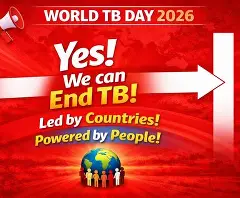 WORLD TB DAY 2026
Yes!
We can
End TB!
Led by Countries!
Powered by People!